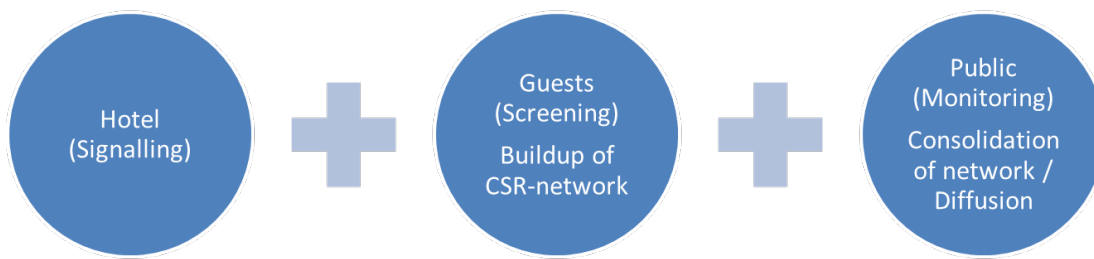 Hotel
(Signalling)
Guests
(Screening)
Buildup of
CSR-network
Public
(Monitoring)
Consolidation
of network /
Diffusion